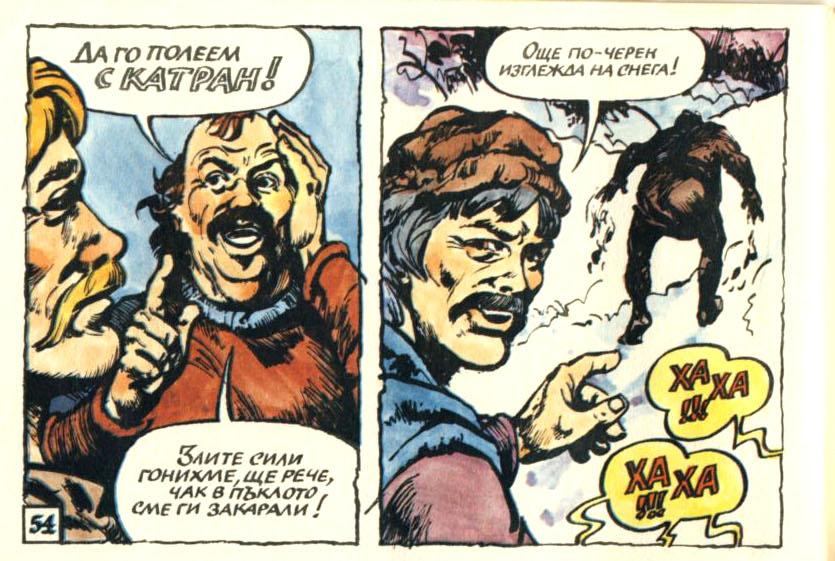 ДА ГО ПОЛЕЕМ
С КАТРАН!
ЗЛИТЕ СИЛИ
ГОНИХМЕ, ЩЕ РЕЧЕ,
ЧАК В ПЪКЛОТО
СМЕ ГИ ЗАКАРАЛИ!
54
ОЩЕ ПО-ЧЕРЕН
ИЗГЛЕЖДА НА СНЕГА!
ХА
ХА
!!!
ХА
ХА
!!!